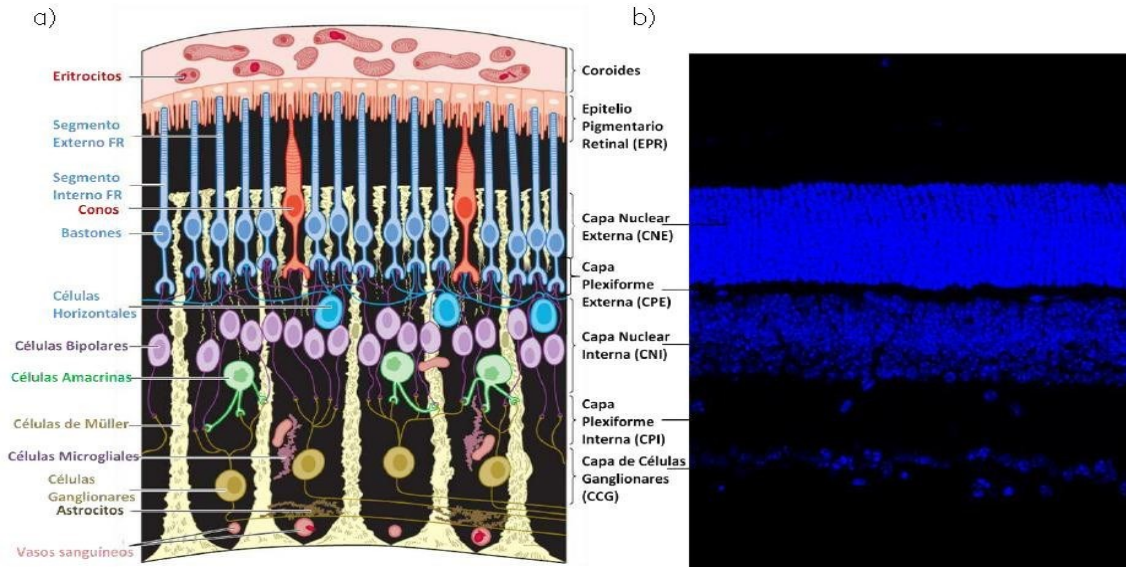 a)
b)
Eritrocitos
Segmento
Externo FR
Segmento
Interno FR
Conos
Bastones
Células
Horizontales
Células Bipolares
Células Amacrinas
Células de Müller
Células Microgliales
Células
Ganglionares
Astrocitos
Vasos sanguíneos
Coroides
Epitelio
Pigmentario
Retinal (EPR)
Capa Nuclear
Externa (CNE)
Capa
Plexiforme
Externa (CPE)
Capa Nuclear
Interna (CNI)
Capa
Plexiforme
Interna (CPI)
Capa de Células
Ganglionares
(CCG)